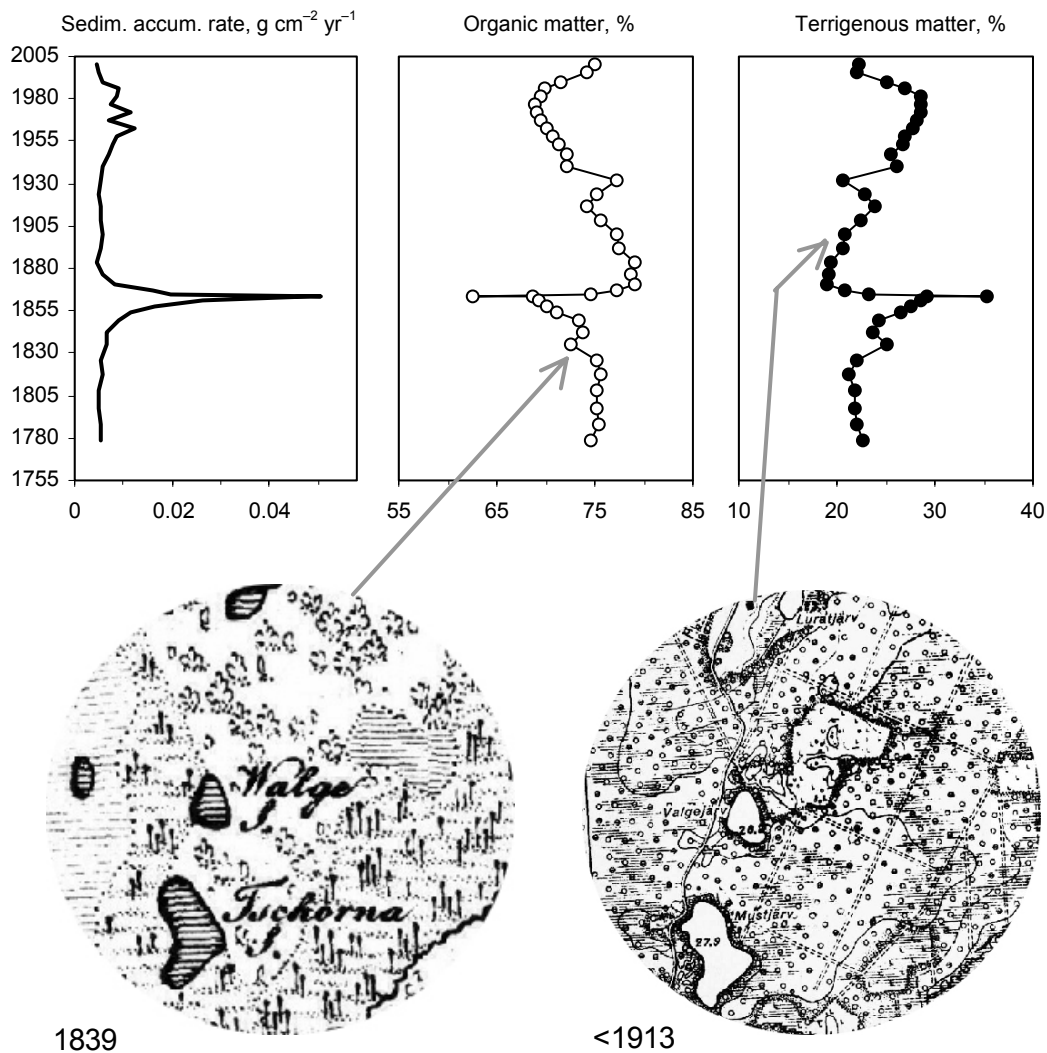 Sedim. accum. rate, g cm⁻² yr⁻¹
Organic matter, %
Terrigenous matter, %
2005
1980
1955
1930
1905
1880
1855
1830
1805
1780
1755
0 0.02 0.04
55 65 75 85
10 20 30 40
Walge
Tschorna
1839
Luratjärv
Valgejärv
Mustjärv
27.9
<1913